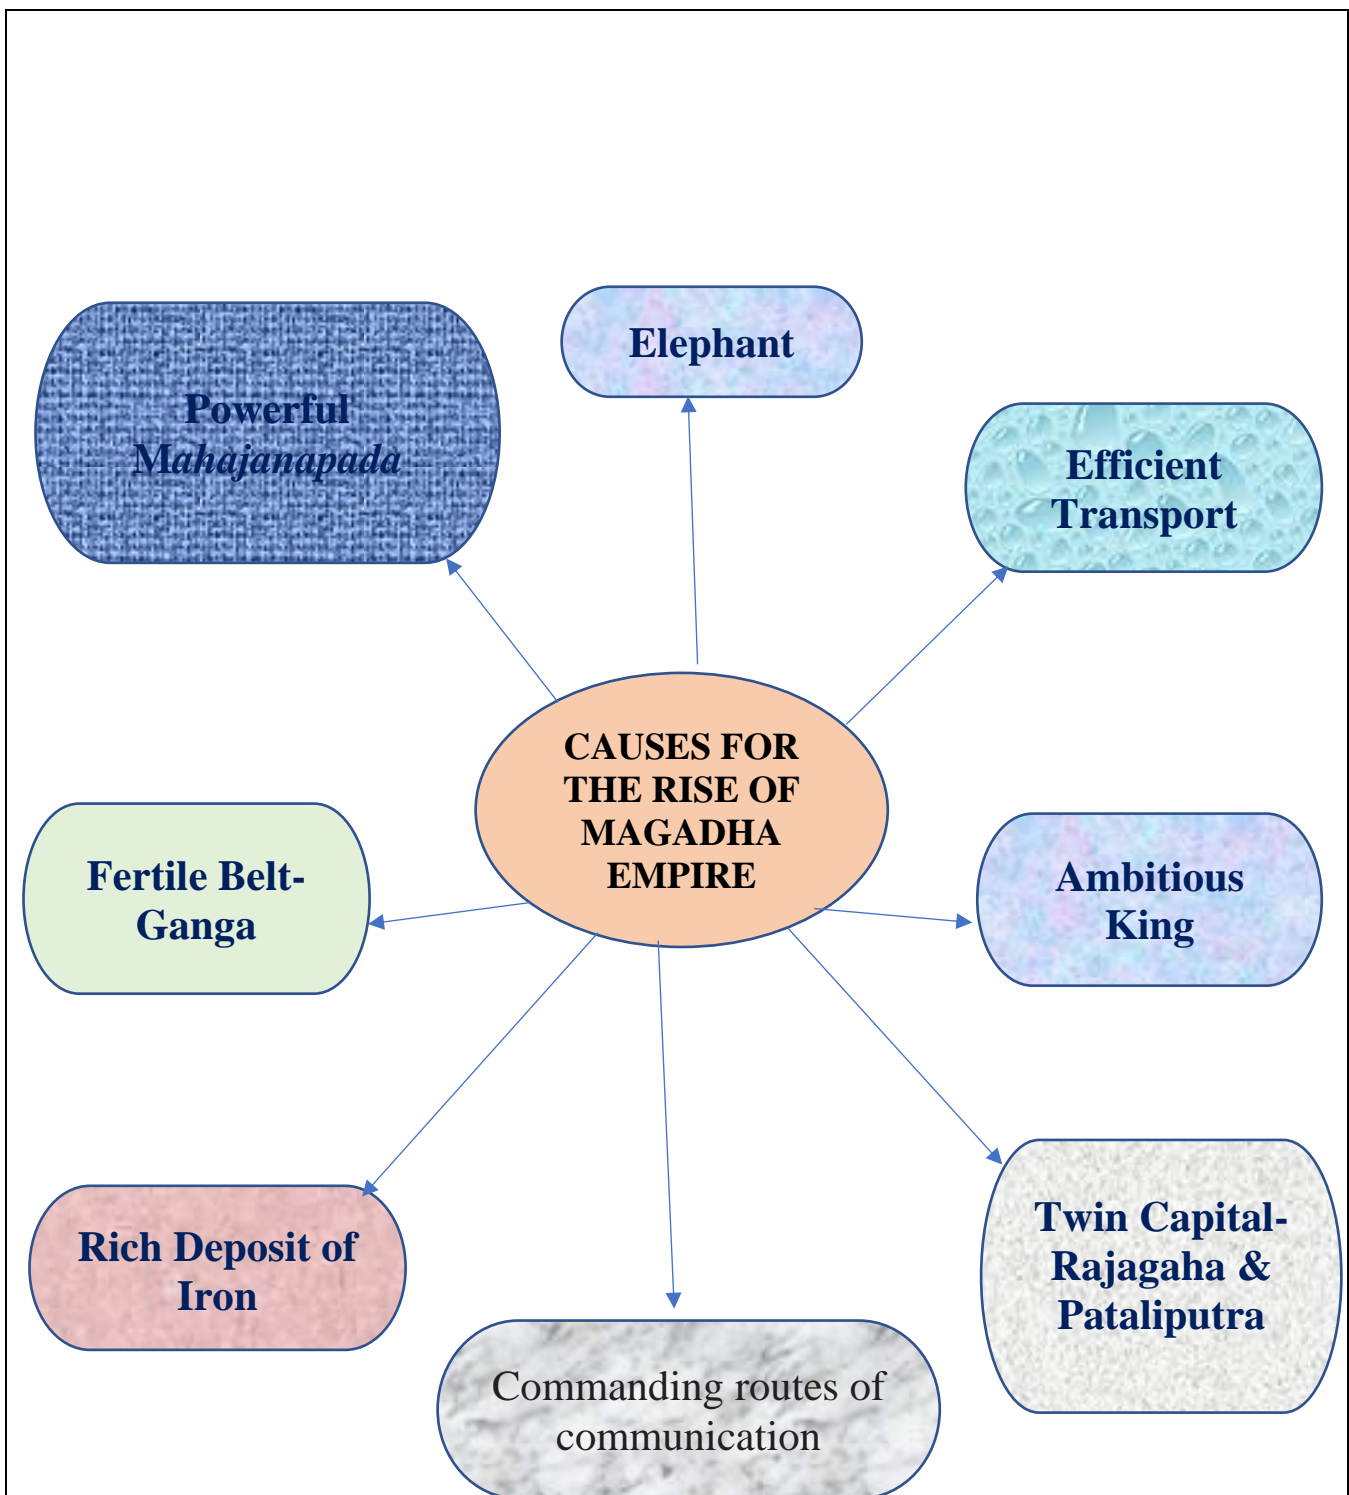 Elephant
Powerful
Mahajanapada
Efficient
Transport
CAUSES FOR
THE RISE OF
MAGADHA
EMPIRE
Fertile Belt-
Ganga
Ambitious
King
Rich Deposit of
Iron
Twin Capital-
Rajagaha &
Pataliputra
Commanding routes of
communication